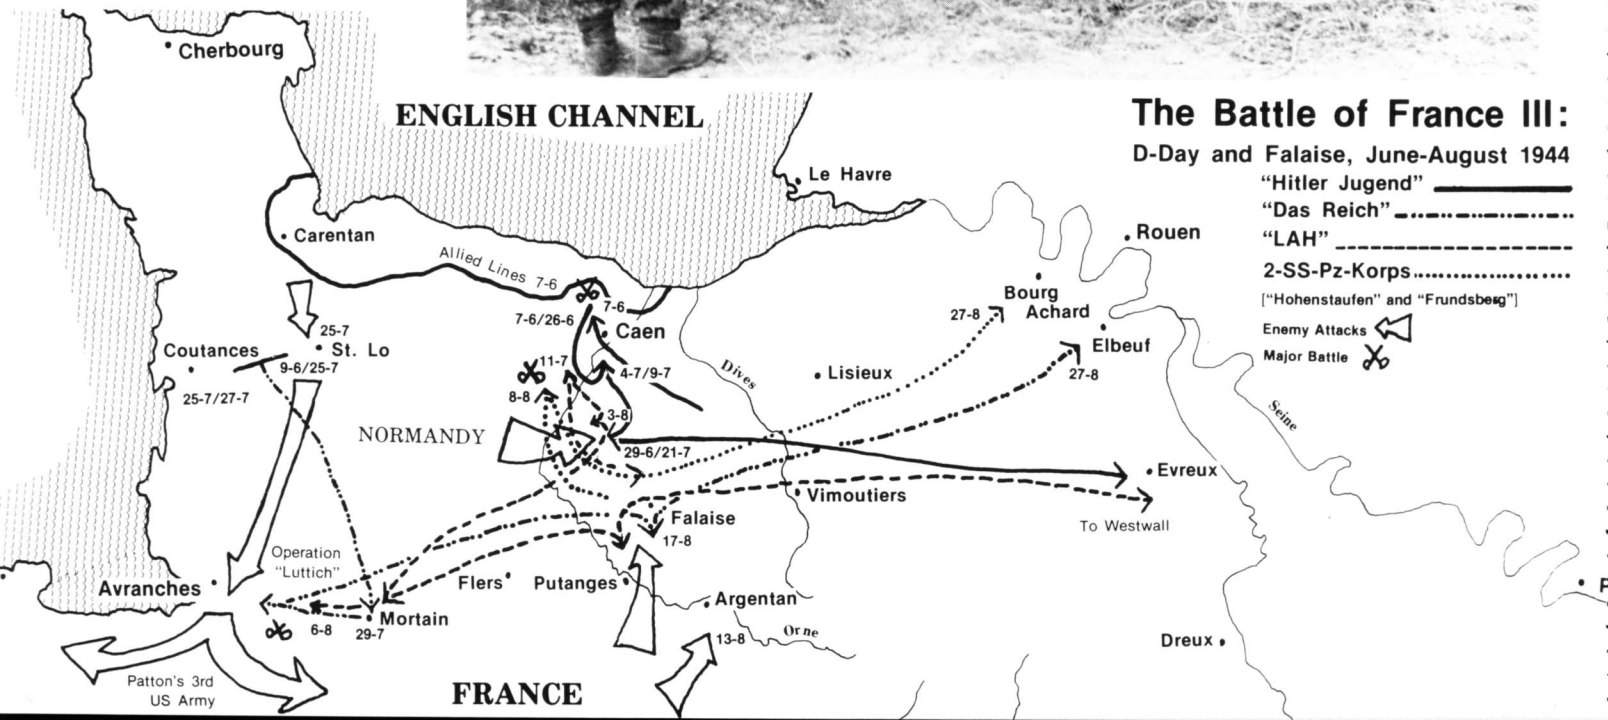 Cherbourg
ENGLISH CHANNEL
The Battle of France III:
D-Day and Falaise, June-August 1944
“Hitler Jugend”
“Das Reich”
“LAH”
2-SS-Pz-Korps
[“Hohenstaufen” and “Frundsberg”]
Enemy Attacks
Major Battle
Le Havre
Carentan
Rouen
Allied Lines 7-6
7-6
7-6/26-6
Caen
Bourg
Achard
27-8
Elbeuf
27-8
25-7
St. Lo
Coutances
9-6/25-7
25-7/27-7
11-7
4-7/9-7
8-8
3-8
Dives
Lisieux
Seine
NORMANDY
29-6/21-7
Evreux
Vimoutiers
To Westwall
Falaise
17-8
Operation
“Luttich”
Avranches
Flers
Putanges
Argentan
Mortain
6-8
29-7
Orne
13-8
Dreux
P
Patton's 3rd
US Army
FRANCE